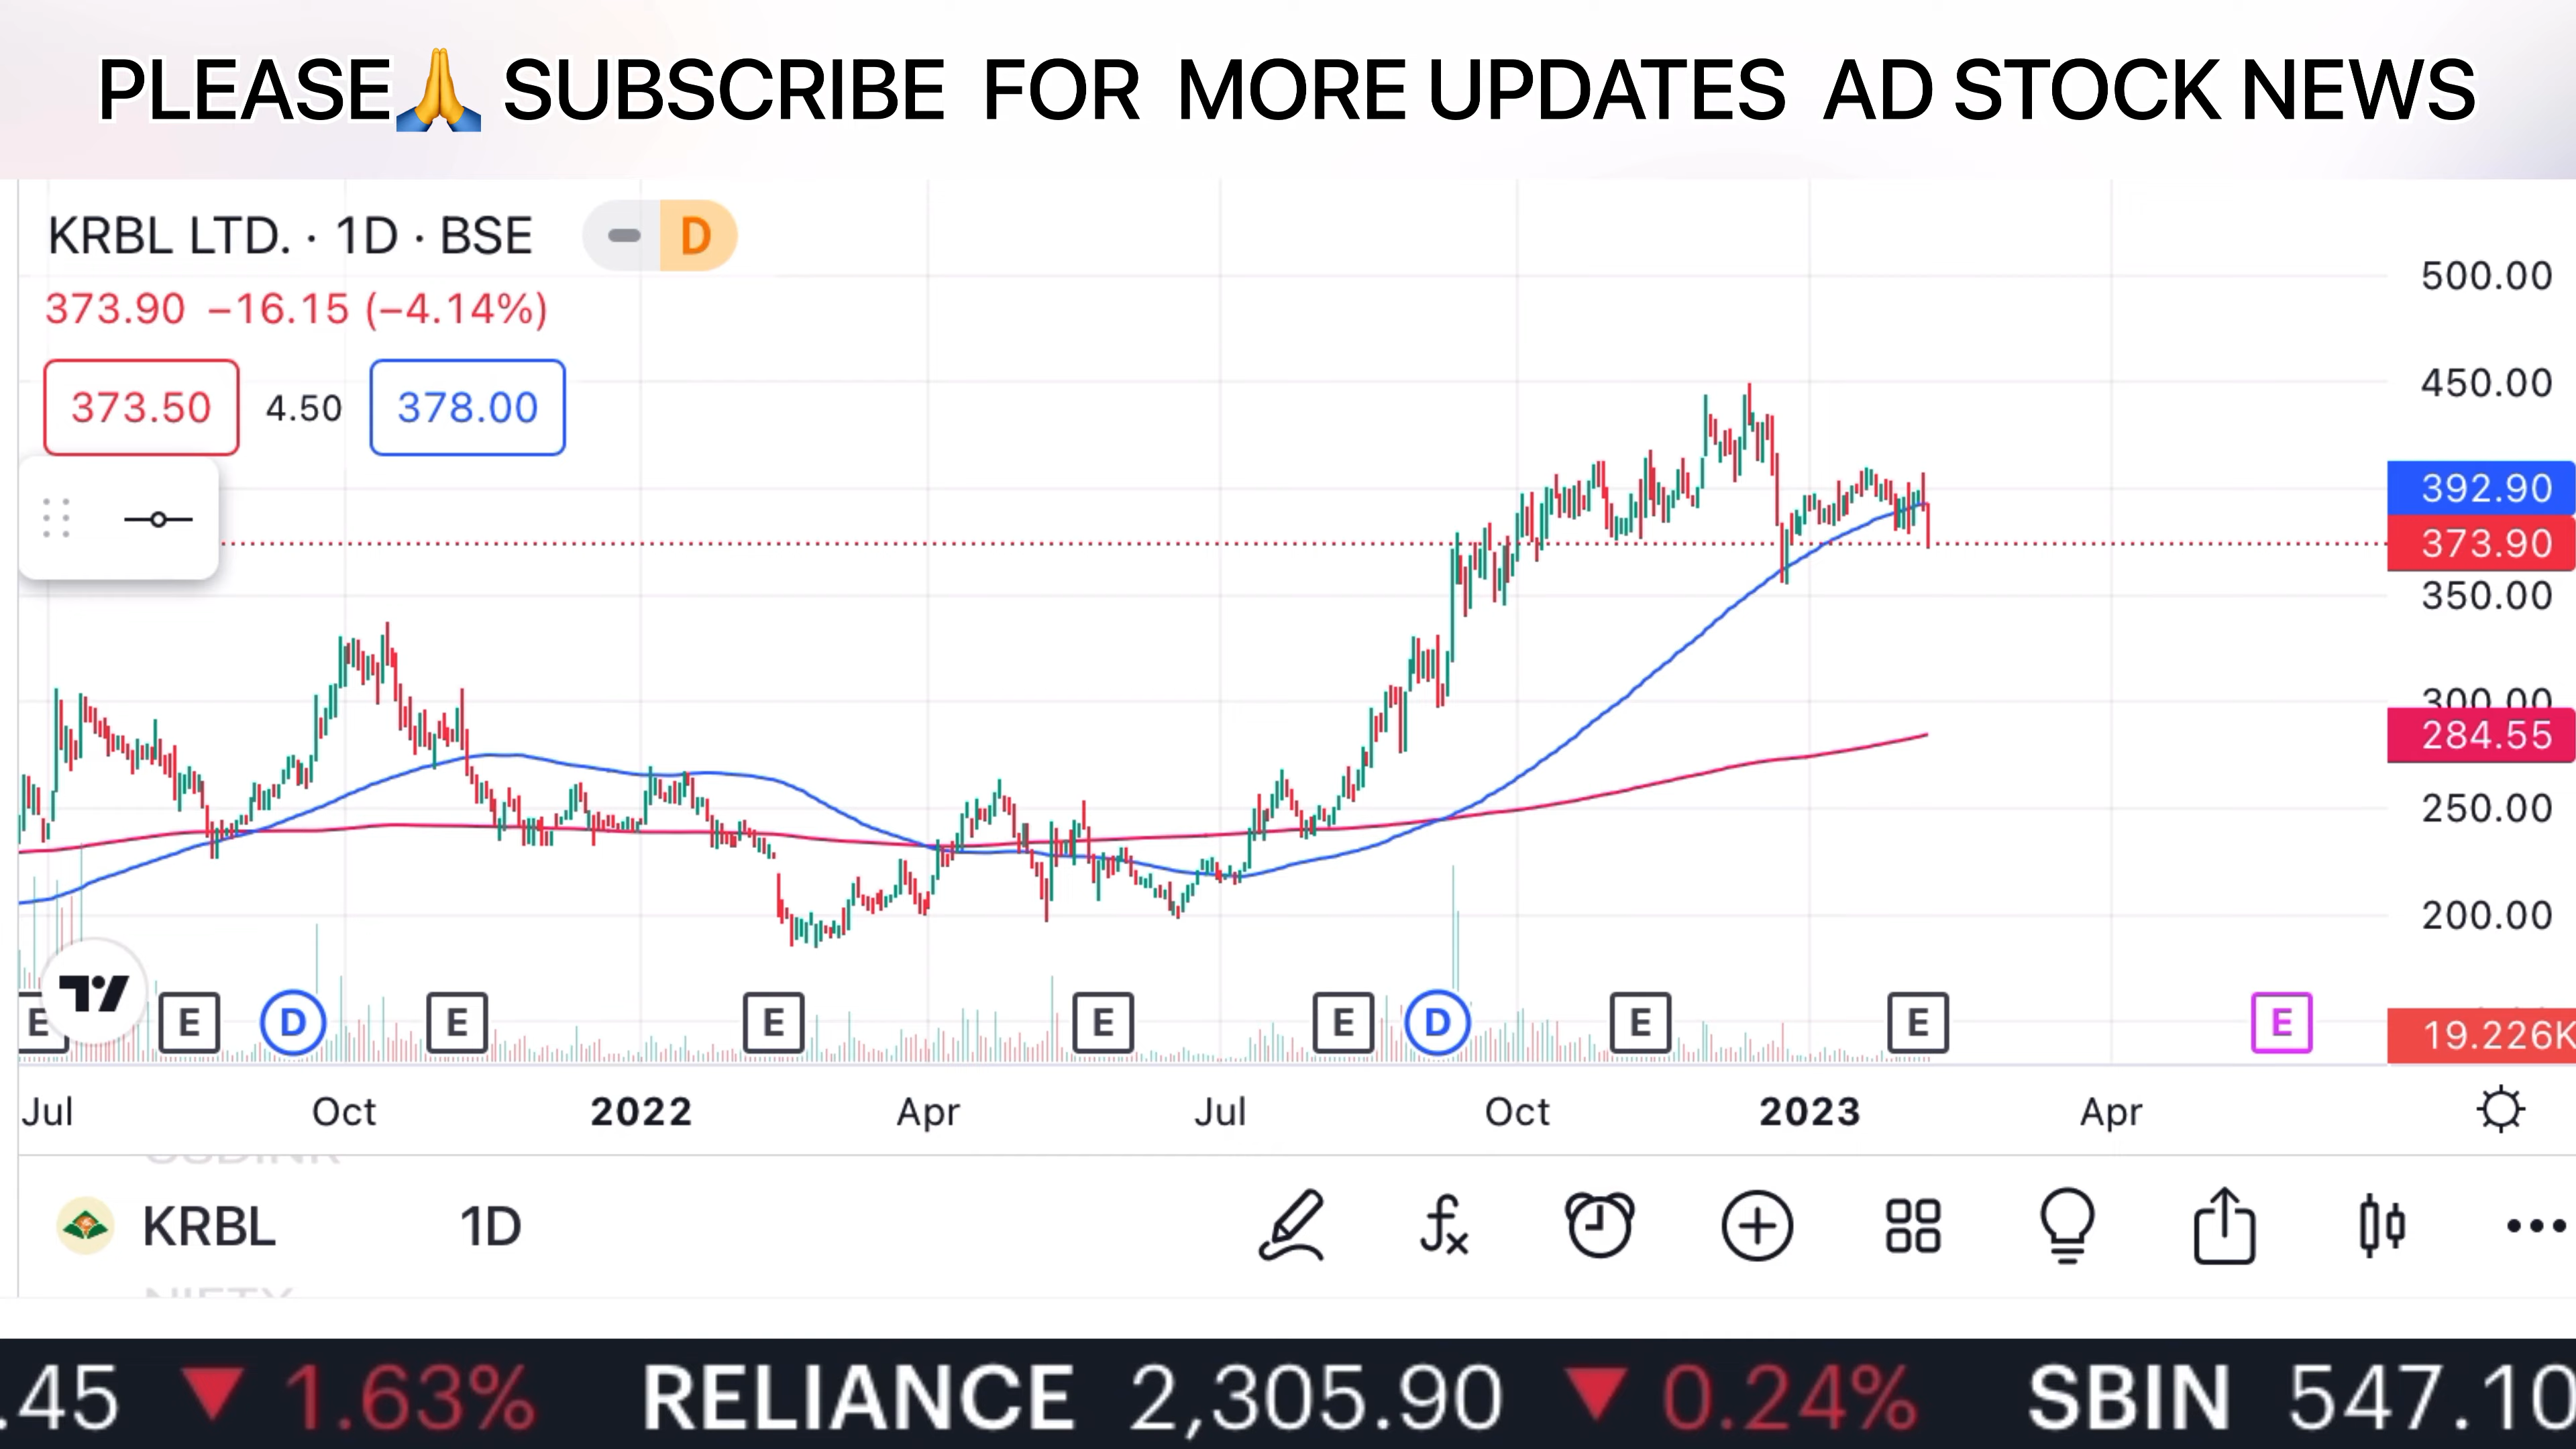 PLEASE🙏 SUBSCRIBE FOR MORE UPDATES AD STOCK NEWS
KRBL LTD. · 1D · BSE D
373.90 −16.15 (−4.14%)
373.50 4.50 378.00
500.00
450.00
392.90
373.90
350.00
300.00
284.55
250.00
200.00
19.226K
E E D E E E E D E E E
Jul Oct 2022 Apr Jul Oct 2023 Apr
KRBL 1D
.45 ▼ 1.63% RELIANCE 2,305.90 ▼ 0.24% SBIN 547.10